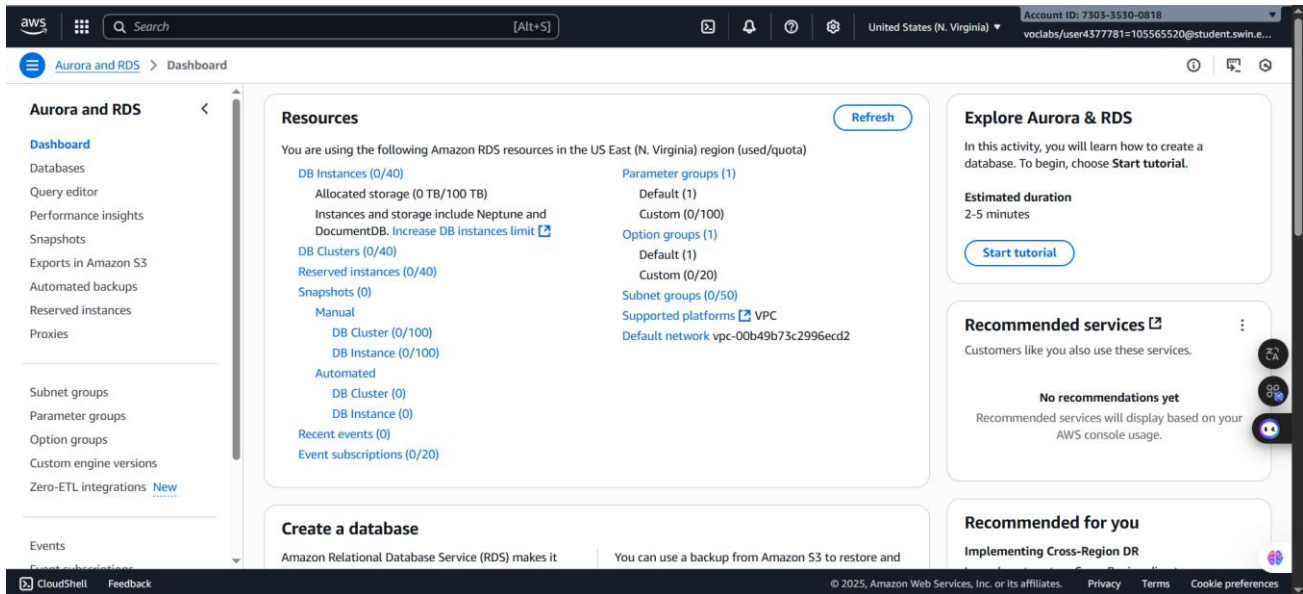 aws
Search [Alt+S]
United States (N. Virginia)
Account ID: 7303-3530-0818
voclabs/user4377781=105565520@student.swin.e...
Aurora and RDS > Dashboard
Aurora and RDS
Dashboard
Databases
Query editor
Performance insights
Snapshots
Exports in Amazon S3
Automated backups
Reserved instances
Proxies
Subnet groups
Parameter groups
Option groups
Custom engine versions
Zero-ETL integrations New
Events
Resources
Refresh
You are using the following Amazon RDS resources in the US East (N. Virginia) region (used/quota)
DB Instances (0/40)
Allocated storage (0 TB/100 TB)
Instances and storage include Neptune and
DocumentDB. Increase DB instances limit
DB Clusters (0/40)
Reserved instances (0/40)
Snapshots (0)
Manual
DB Cluster (0/100)
DB Instance (0/100)
Automated
DB Cluster (0)
DB Instance (0)
Recent events (0)
Event subscriptions (0/20)
Parameter groups (1)
Default (1)
Custom (0/100)
Option groups (1)
Default (1)
Custom (0/20)
Subnet groups (0/50)
Supported platforms VPC
Default network vpc-00b49b73c2996ecd2
Create a database
Amazon Relational Database Service (RDS) makes it
You can use a backup from Amazon S3 to restore and
Explore Aurora & RDS
In this activity, you will learn how to create a
database. To begin, choose Start tutorial.
Estimated duration
2-5 minutes
Start tutorial
Recommended services
Customers like you also use these services.
No recommendations yet
Recommended services will display based on your
AWS console usage.
Recommended for you
Implementing Cross-Region DR
CloudShell Feedback
© 2025, Amazon Web Services, Inc. or its affiliates. Privacy Terms Cookie preferences